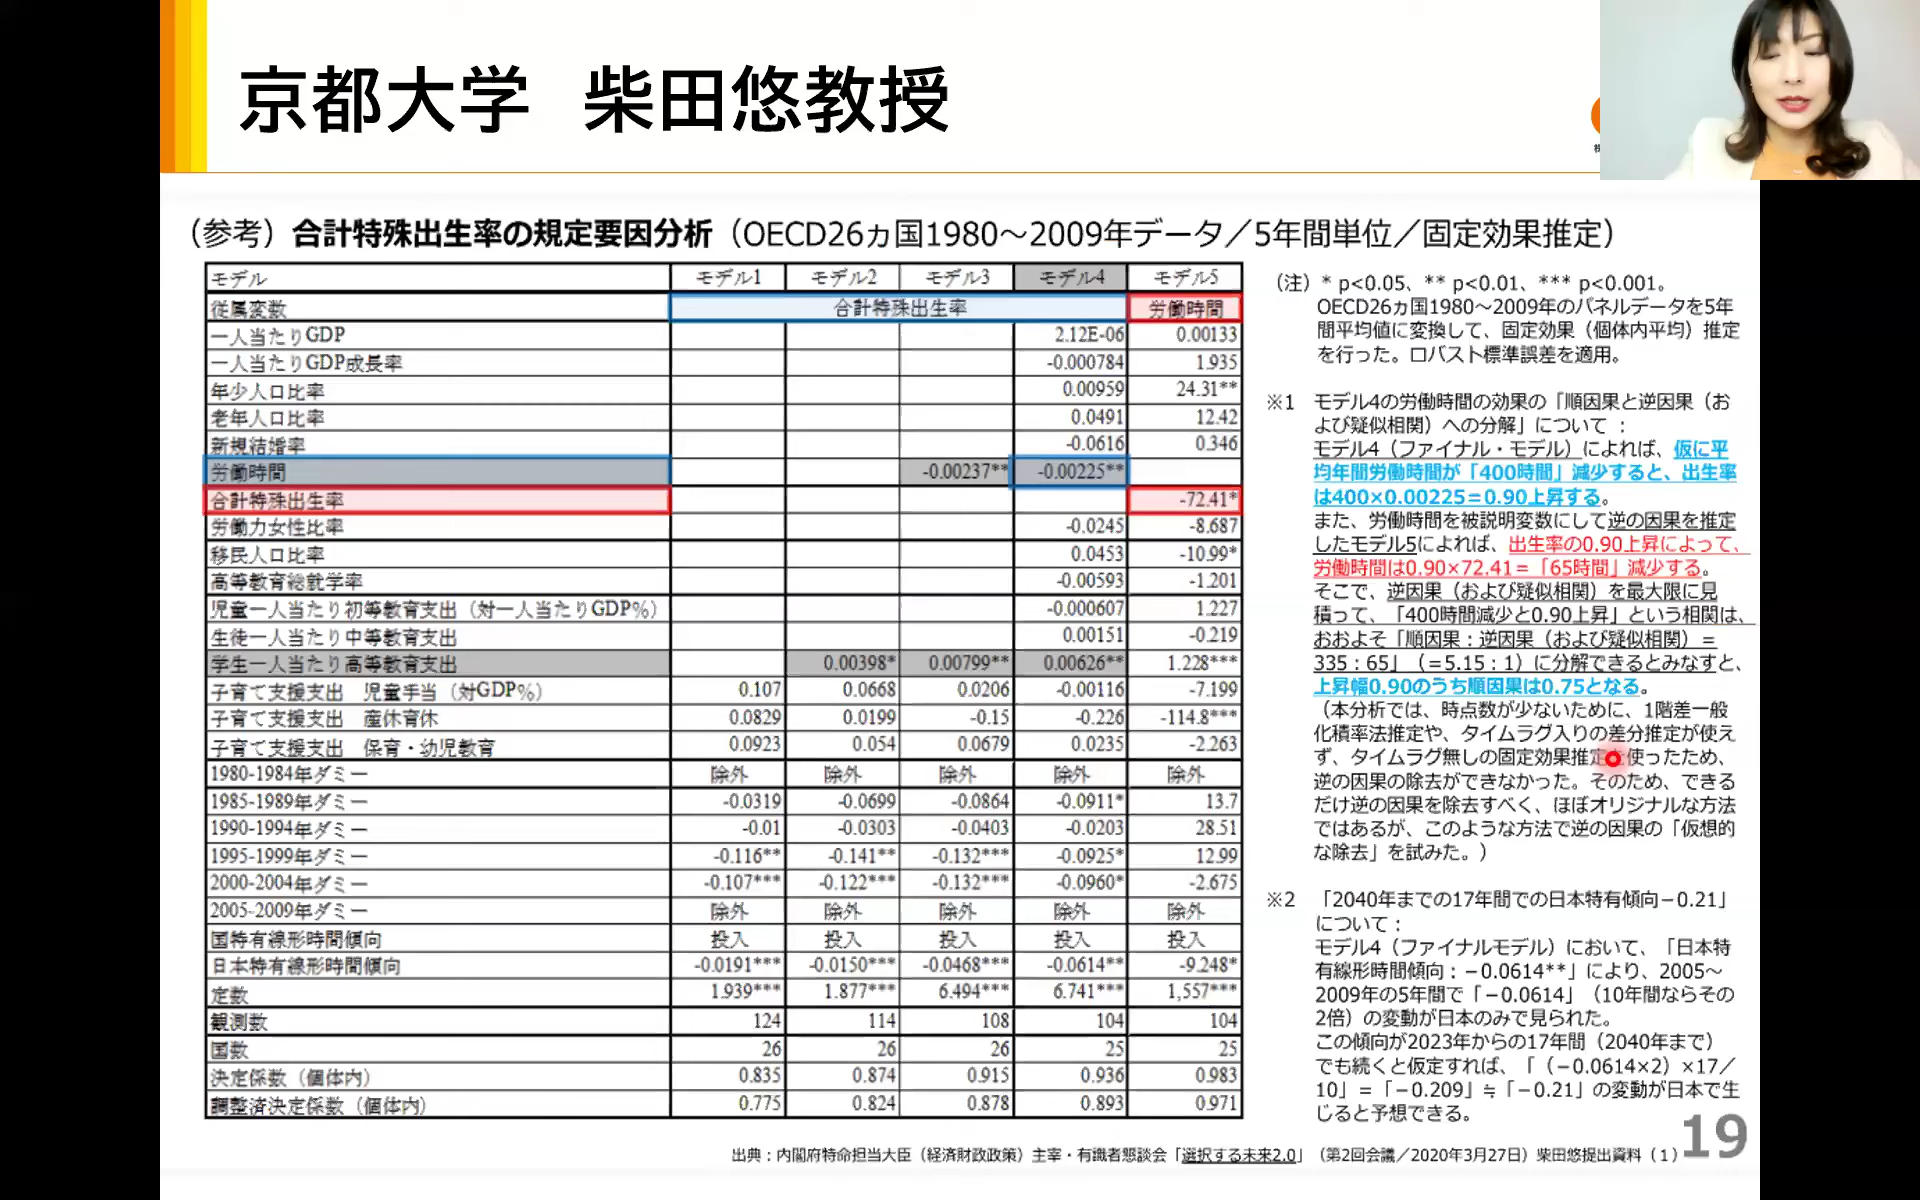 京都大学 柴田悠教授
（参考）合計特殊出生率の規定要因分析（OECD26ヵ国1980～2009年データ／5年間単位／固定効果推定）
モデル モデル1 モデル2 モデル3 モデル4 モデル5
従属変数 合計特殊出生率 労働時間
一人当たりGDP 2.12E-06 0.00133
一人当たりGDP成長率 -0.000784 1.935
年少人口比率 0.00959 24.31**
老年人口比率 0.0491 12.42
新規結婚率 -0.0616 0.346
労働時間 -0.00237** -0.00225**
合計特殊出生率 -72.41*
労働力女性比率 -0.0245 -8.687
移民人口比率 0.0453 -10.99*
高等教育総就学率 -0.00593 -1.201
児童一人当たり初等教育支出（対一人当たりGDP%） -0.000607 1.227
生徒一人当たり中等教育支出 0.00151 -0.219
学生一人当たり高等教育支出 0.00398* 0.00799** 0.00626** 1.228***
子育て支援支出 児童手当（対GDP%） 0.107 0.0668 0.0206 -0.00116 -7.199
子育て支援支出 産休育休 0.0829 0.0199 -0.15 -0.226 -114.8***
子育て支援支出 保育・幼児教育 0.0923 0.054 0.0679 0.0235 -2.263
1980-1984年ダミー 除外 除外 除外 除外 除外
1985-1989年ダミー -0.0319 -0.0699 -0.0864 -0.0911* 13.7
1990-1994年ダミー -0.01 -0.0303 -0.0403 -0.0203 28.51
1995-1999年ダミー -0.116** -0.141** -0.132*** -0.0925* 12.99
2000-2004年ダミー -0.107*** -0.122*** -0.132*** -0.0960* -2.675
2005-2009年ダミー 除外 除外 除外 除外 除外
国特有線形時間傾向 投入 投入 投入 投入 投入
日本特有線形時間傾向 -0.0191*** -0.0150*** -0.0468*** -0.0614** -9.248*
定数 1.939*** 1.877*** 6.494*** 6.741*** 1,557***
観測数 124 114 108 104 104
国数 26 26 26 25 25
決定係数（個体内） 0.835 0.874 0.915 0.936 0.983
調整済決定係数（個体内） 0.775 0.824 0.878 0.893 0.971
（注）* p<0.05、** p<0.01、*** p<0.001。
OECD26ヵ国1980～2009年のパネルデータを5年
間平均値に変換して、固定効果（個体内平均）推定
を行った。ロバスト標準誤差を適用。
※1 モデル4の労働時間の効果の「順因果と逆因果（お
よび疑似相関）への分解」について：
モデル4（ファイナル・モデル）によれば、仮に平
均年間労働時間が「400時間」減少すると、出生率
は400×0.00225＝0.90上昇する。
また、労働時間を被説明変数にして逆の因果を推定
したモデル5によれば、出生率の0.90上昇によって、
労働時間は0.90×72.41＝「65時間」減少する。
そこで、逆因果（および疑似相関）を最大限に見
積って、「400時間減少と0.90上昇」という相関は、
おおよそ「順因果：逆因果（および疑似相関）＝
335：65」（＝5.15：1）に分解できるとみなすと、
上昇幅0.90のうち順因果は0.75となる。
（本分析では、時点数が少ないために、1階差一般
化積率法推定や、タイムラグ入りの差分推定が使え
ず、タイムラグ無しの固定効果推定を使ったため、
逆の因果の除去ができなかった。そのため、できる
だけ逆の因果を除去すべく、ほぼオリジナルな方法
ではあるが、このような方法で逆の因果の「仮想的
な除去」を試みた。）
※2 「2040年までの17年間での日本特有傾向－0.21」
について：
モデル4（ファイナルモデル）において、「日本特
有線形時間傾向：－0.0614**」により、2005～
2009年の5年間で「－0.0614」（10年間ならその
2倍）の変動が日本のみで見られた。
この傾向が2023年からの17年間（2040年まで）
でも続くと仮定すれば、「（－0.0614×2）×17／
10」＝「－0.209」≒「－0.21」の変動が日本で生
じると予想できる。
出典：内閣府特命担当大臣（経済財政政策）主宰・有識者懇談会「選択する未来2.0」（第2回会議／2020年3月27日）柴田悠提出資料（1）
19